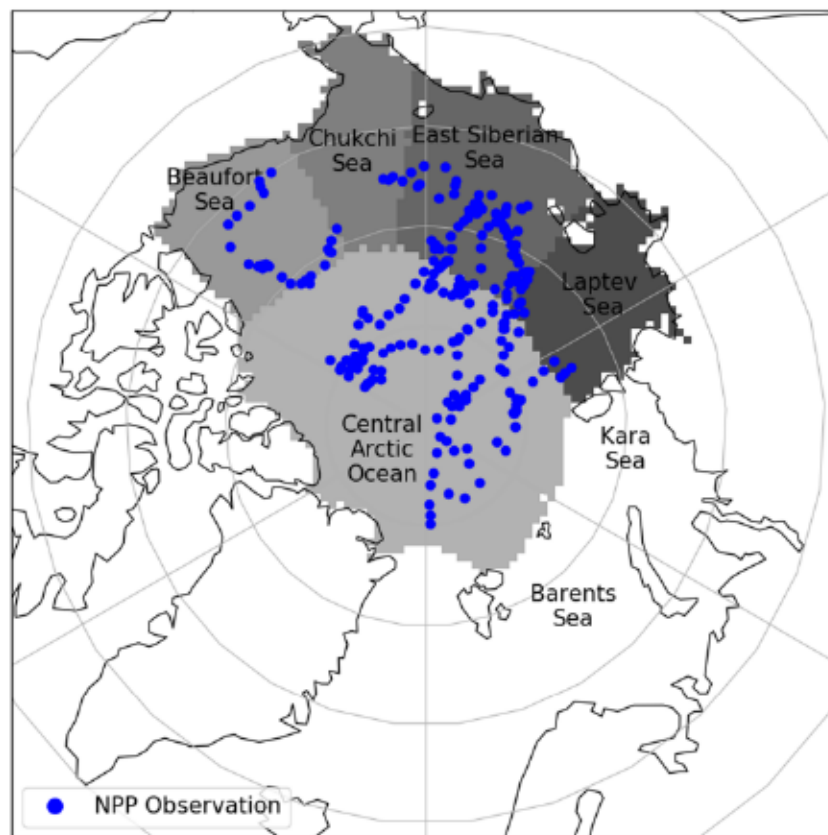 Chukchi
Sea
East Siberian
Sea
Beaufort
Sea
Laptev
Sea
Central
Arctic
Ocean
Kara
Sea
Barents
Sea
NPP Observation